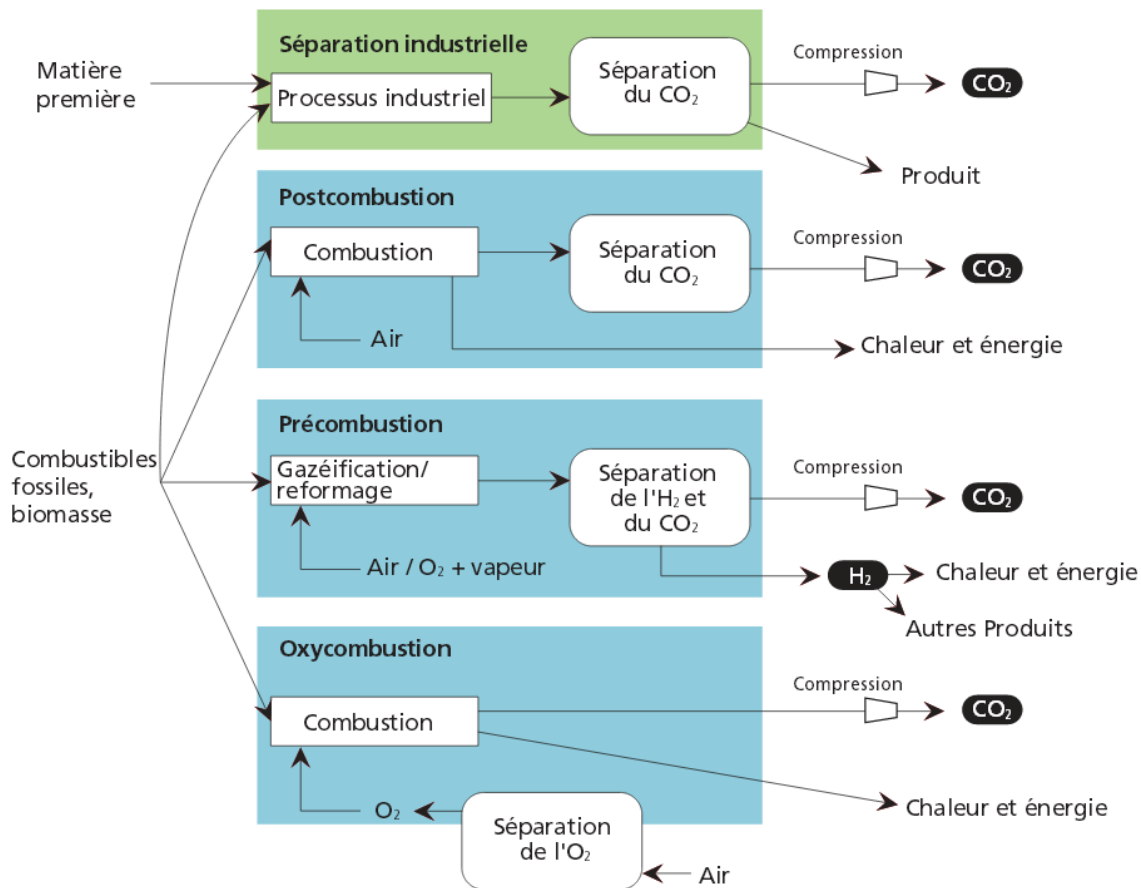 Séparation industrielle
Matière
première
Processus industriel
Séparation
du CO₂
Compression
CO₂
Produit
Postcombustion
Combustion
Air
Séparation
du CO₂
Compression
CO₂
Chaleur et énergie
Combustibles
fossiles,
biomasse
Précombustion
Gazéification/
reformage
Air / O₂ + vapeur
Séparation
de l'H₂ et
du CO₂
Compression
CO₂
H₂
Chaleur et énergie
Autres Produits
Oxycombustion
Combustion
O₂
Séparation
de l'O₂
Air
Compression
CO₂
Chaleur et énergie